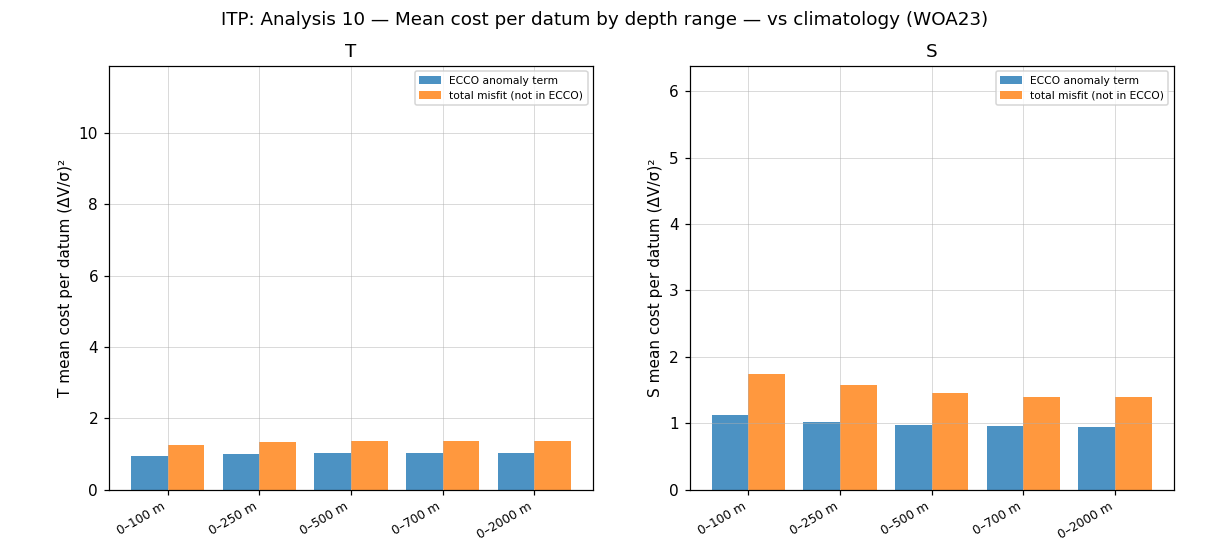 ITP: Analysis 10 — Mean cost per datum by depth range — vs climatology (WOA23)
T
T mean cost per datum (ΔV/σ)²
10
8
6
4
2
0
ECCO anomaly term
total misfit (not in ECCO)
0–100 m
0–250 m
0–500 m
0–700 m
0–2000 m
S
S mean cost per datum (ΔV/σ)²
6
5
4
3
2
1
0
ECCO anomaly term
total misfit (not in ECCO)
0–100 m
0–250 m
0–500 m
0–700 m
0–2000 m